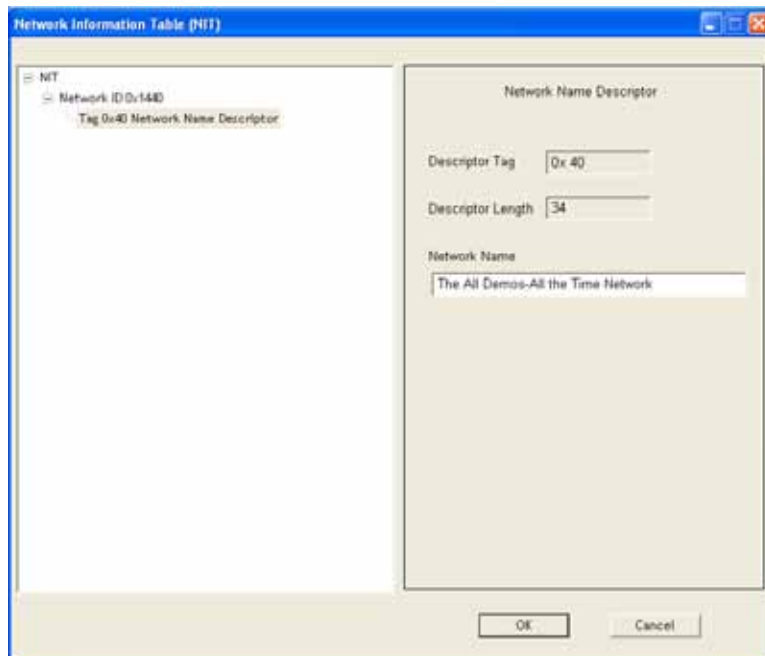 Network Information Table (NIT)
NIT
Network ID 0x1440
Tag 0x40 Network Name Descriptor
Network Name Descriptor
Descriptor Tag 0x 40
Descriptor Length 34
Network Name
The All Demos-All the Time Network
OK Cancel